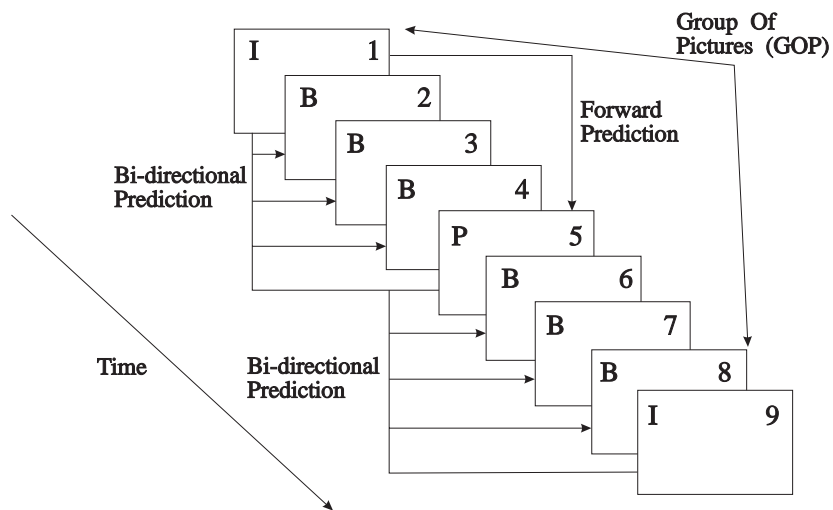 Group Of
Pictures (GOP)
I 1
B 2
Forward
Prediction
B 3
Bi-directional
Prediction
B 4
P 5
B 6
B 7
Time
Bi-directional
Prediction
B 8
I 9